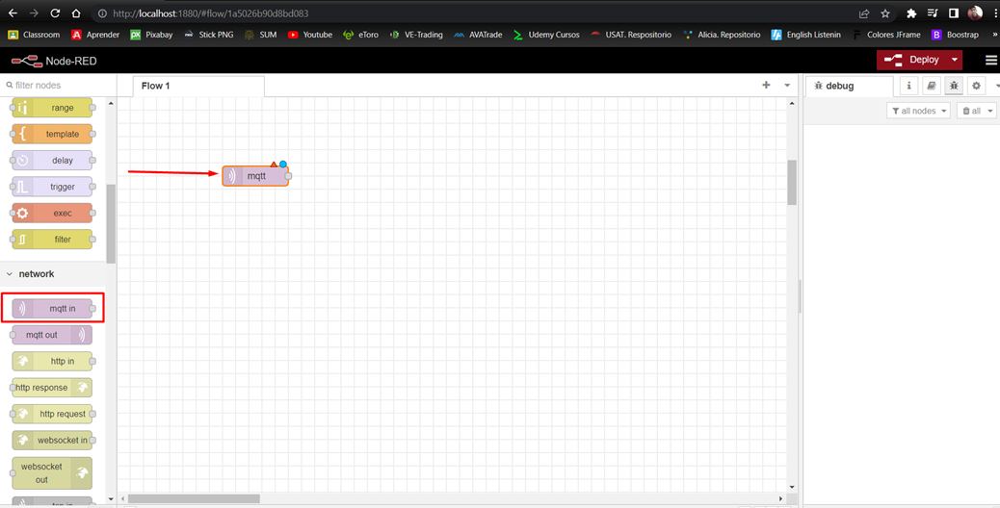 http://localhost:1880/#flow/1a5026b90d8bd083
Classroom Aprender Pixabay Stick PNG SUM Youtube eToro VE-Trading AVATrade Udemy Cursos USAT. Respositorio Alicia. Repositorio English Listenin Colores JFrame Boostrap »
Node-RED Deploy
filter nodes
Flow 1
debug
all nodes
all
range
template
delay
trigger
exec
filter
mqtt
network
mqtt in
mqtt out
http in
http response
http request
websocket in
websocket
out